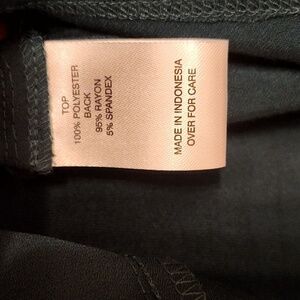 TOP
100% POLYESTER
BACK
95% RAYON
5% SPANDEX
MADE IN INDONESIA
OVER FOR CARE